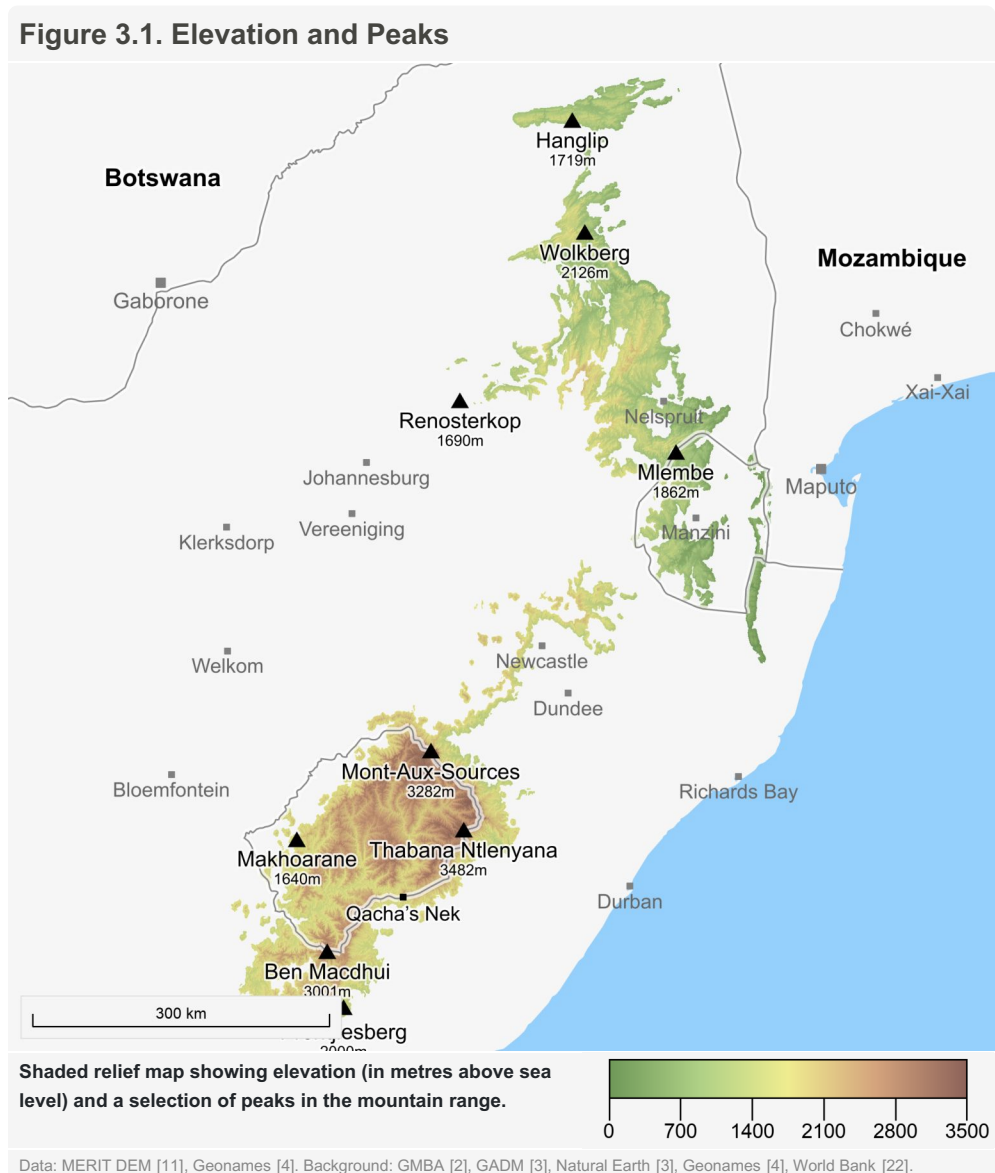 Figure 3.1. Elevation and Peaks
Hanglip
1719m
Botswana
Wolkberg
2126m
Mozambique
Gaborone
Chokwé
Xai-Xai
Renosterkop
1690m
Nelspruit
Johannesburg
Mlembe
1862m
Maputo
Klerksdorp
Vereeniging
Manzini
Welkom
Newcastle
Dundee
Mont-Aux-Sources
3282m
Bloemfontein
Richards Bay
Makhoarane
1640m
Thabana Ntlenyana
3482m
Qacha's Nek
Durban
Ben Macdhui
3001m
300 km
Shaded relief map showing elevation (in metres above sea
level) and a selection of peaks in the mountain range.
0 700 1400 2100 2800 3500
Data: MERIT DEM [11], Geonames [4]. Background: GMBA [2], GADM [3], Natural Earth [3], Geonames [4], World Bank [22].